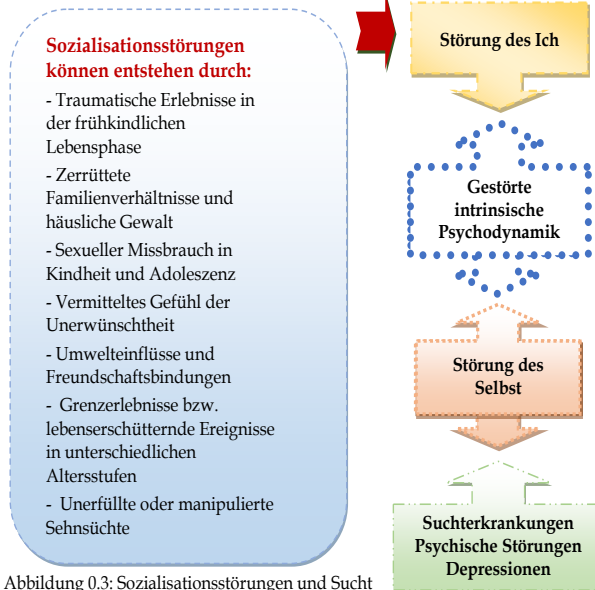 Sozialisationsstörungen
können entstehen durch:
- Traumatische Erlebnisse in
der frühkindlichen
Lebensphase
- Zerrüttete
Familienverhältnisse und
häusliche Gewalt
- Sexueller Missbrauch in
Kindheit und Adoleszenz
- Vermitteltes Gefühl der
Unerwünschtheit
- Umwelteinflüsse und
Freundschaftsbindungen
- Grenzerlebnisse bzw.
lebenserschütternde Ereignisse
in unterschiedlichen
Altersstufen
- Unerfüllte oder manipulierte
Sehnsüchte
Störung des Ich
Gestörte
intrinsische
Psychodynamik
Störung des
Selbst
Suchterkrankungen
Psychische Störungen
Depressionen
Abbildung 0.3: Sozialisationsstörungen und Sucht